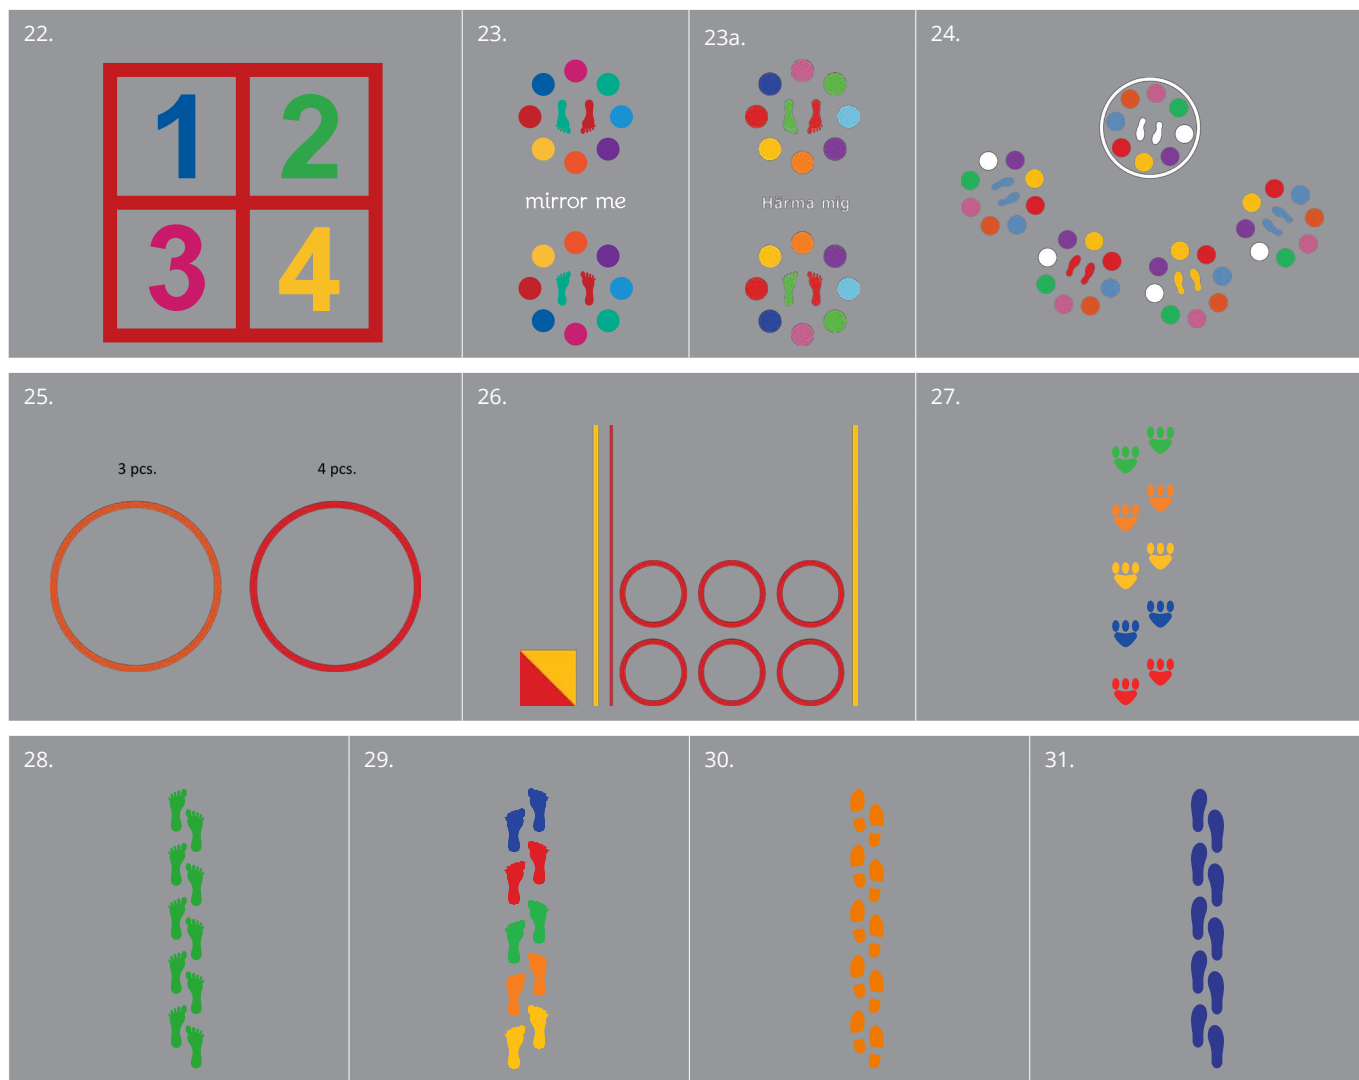 22.
1 2
3 4
23.
mirror me
23a.
Härma mig
24.
25.
3 pcs.
4 pcs.
26.
27.
28.
29.
30.
31.